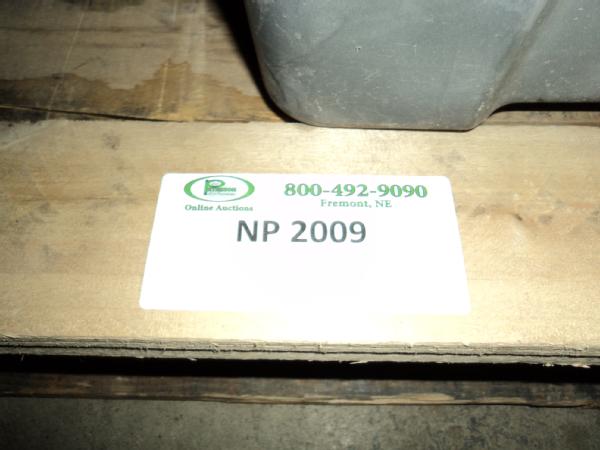 800-492-9090
Online Auctions
Fremont, NE
NP 2009